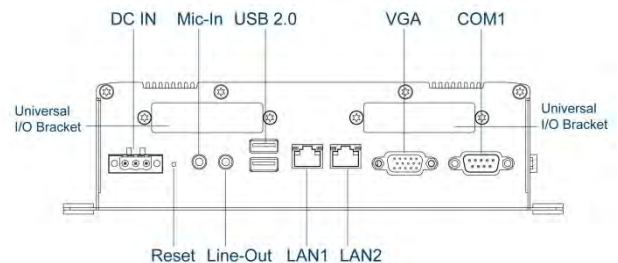 DC IN Mic-In USB 2.0 VGA COM1
Universal
I/O Bracket
Universal
I/O Bracket
Reset Line-Out LAN1 LAN2